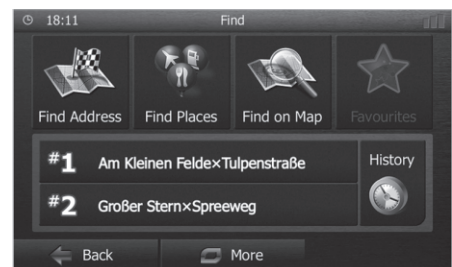 18:11 Find
Find Address Find Places Find on Map Favourites
#1 Am Kleinen Felde×Tulpenstraße
History
#2 Großer Stern×Spreeweg
Back More